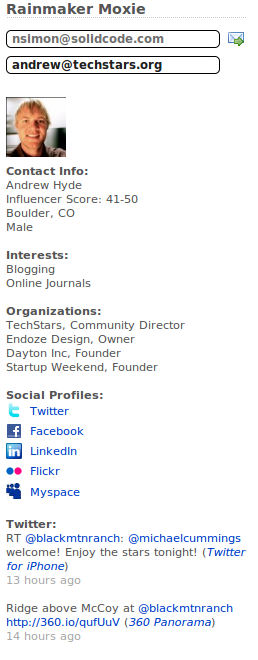 Rainmaker Moxie
nsimon@solidcode.com
andrew@techstars.org
Contact Info:
Andrew Hyde
Influencer Score: 41-50
Boulder, CO
Male
Interests:
Blogging
Online Journals
Organizations:
TechStars, Community Director
Endoze Design, Owner
Dayton Inc, Founder
Startup Weekend, Founder
Social Profiles:
Twitter
Facebook
LinkedIn
Flickr
Myspace
Twitter:
RT @blackmtnranch: @michaelcummings
welcome! Enjoy the stars tonight! (Twitter
for iPhone)
13 hours ago
Ridge above McCoy at @blackmtnranch
http://360.io/qufUuV (360 Panorama)
14 hours ago